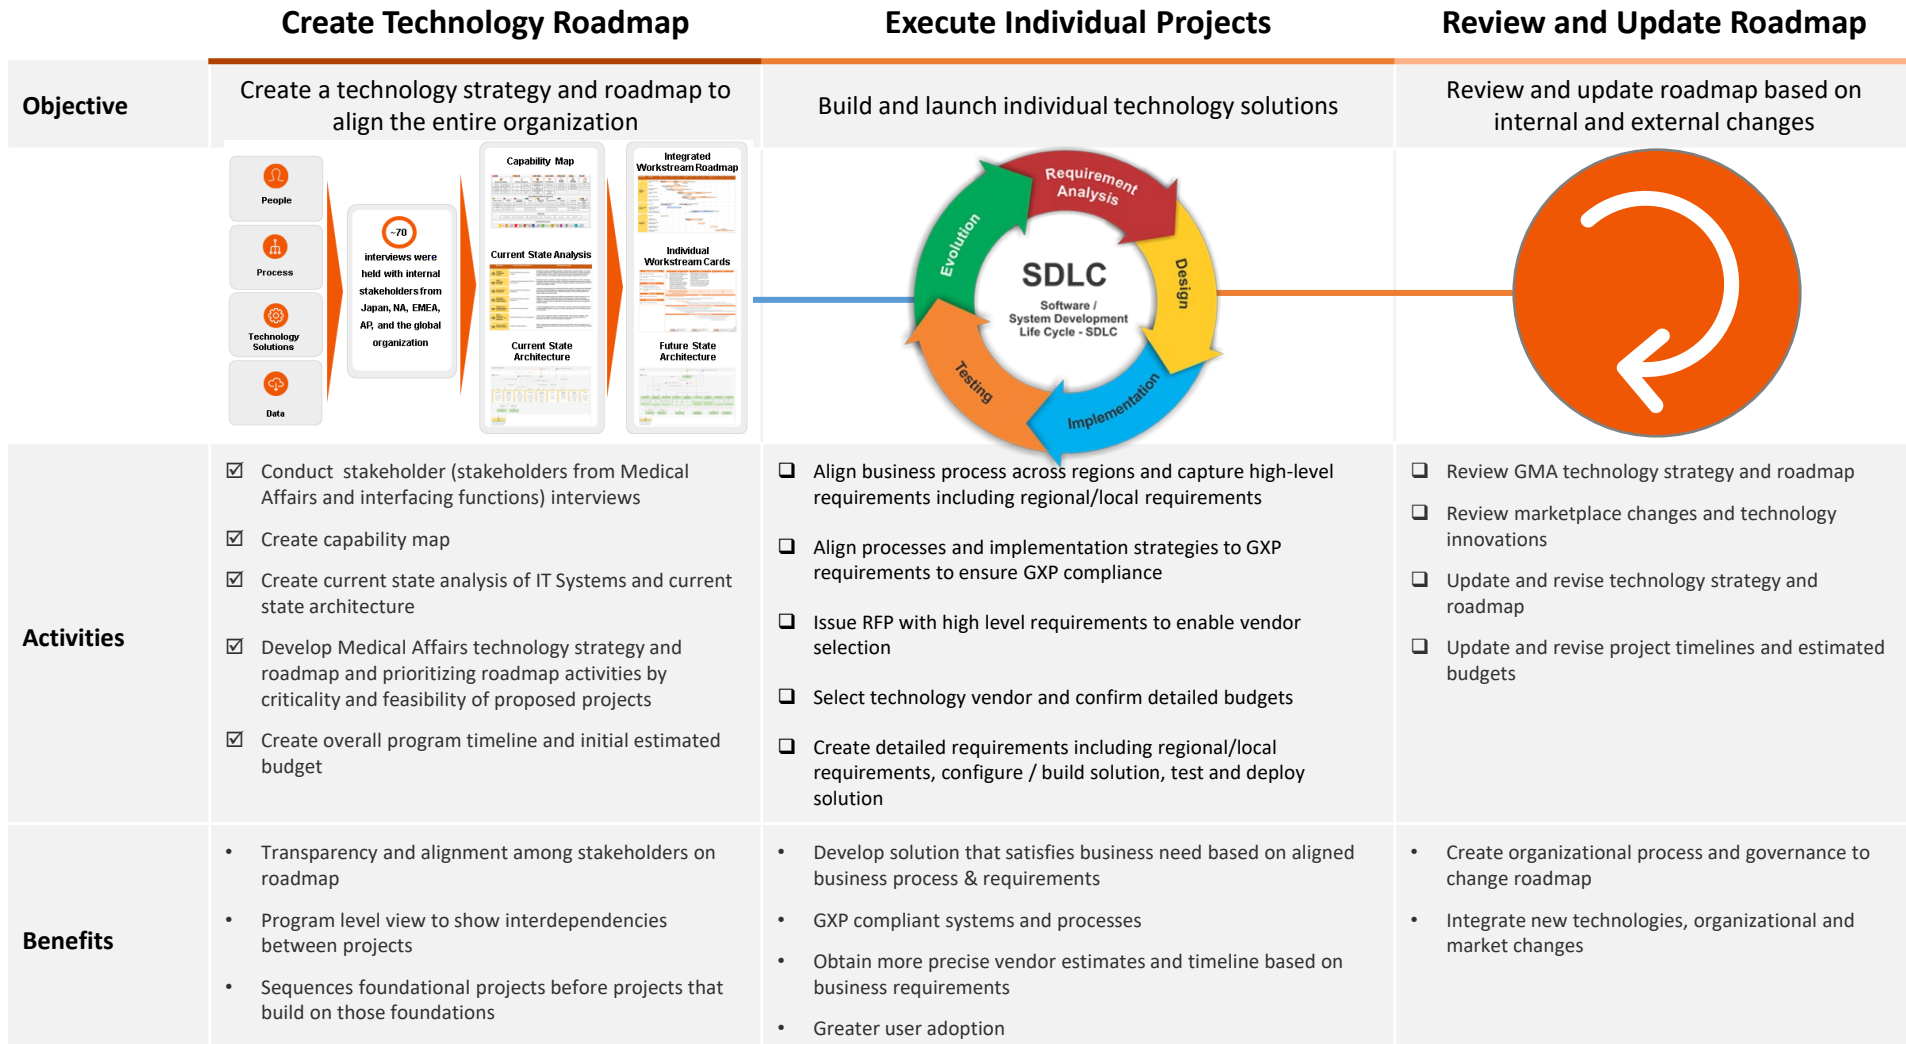 Create Technology Roadmap
Execute Individual Projects
Review and Update Roadmap
Objective
Create a technology strategy and roadmap to
align the entire organization
Build and launch individual technology solutions
Review and update roadmap based on
internal and external changes
People
Process
Technology
Solutions
Data
~70
interviews were
held with internal
stakeholders from
Japan, NA, EMEA,
AP, and the global
organization
Capability Map
Current State Analysis
Current State
Architecture
Integrated
Workstream Roadmap
Individual
Workstream Cards
Future State
Architecture
Requirement
Analysis
Design
Implementation
Testing
Evolution
SDLC
Software /
System Development
Life Cycle - SDLC
Activities
Conduct  stakeholder (stakeholders from Medical
Affairs and interfacing functions) interviews
Create capability map
Create current state analysis of IT Systems and current
state architecture
Develop Medical Affairs technology strategy and
roadmap and prioritizing roadmap activities by
criticality and feasibility of proposed projects
Create overall program timeline and initial estimated
budget
Align business process across regions and capture high-level
requirements including regional/local requirements
Align processes and implementation strategies to GXP
requirements to ensure GXP compliance
Issue RFP with high level requirements to enable vendor
selection
Select technology vendor and confirm detailed budgets
Create detailed requirements including regional/local
requirements, configure / build solution, test and deploy
solution
Review GMA technology strategy and roadmap
Review marketplace changes and technology
innovations
Update and revise technology strategy and
roadmap
Update and revise project timelines and estimated
budgets
Benefits
• Transparency and alignment among stakeholders on
roadmap
• Program level view to show interdependencies
between projects
• Sequences foundational projects before projects that
build on those foundations
• Develop solution that satisfies business need based on aligned
business process & requirements
• GXP compliant systems and processes
• Obtain more precise vendor estimates and timeline based on
business requirements
• Greater user adoption
• Create organizational process and governance to
change roadmap
• Integrate new technologies, organizational and
market changes